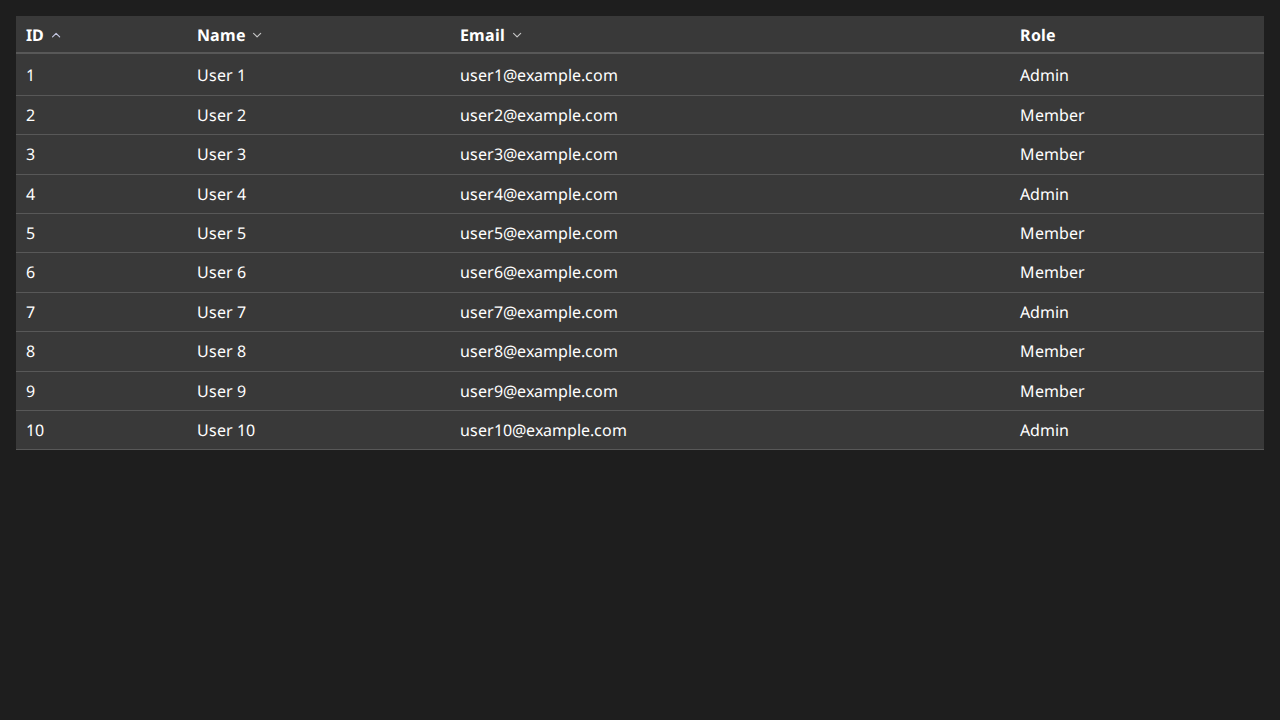 ID Name Email Role
1 User 1 user1@example.com Admin
2 User 2 user2@example.com Member
3 User 3 user3@example.com Member
4 User 4 user4@example.com Admin
5 User 5 user5@example.com Member
6 User 6 user6@example.com Member
7 User 7 user7@example.com Admin
8 User 8 user8@example.com Member
9 User 9 user9@example.com Member
10 User 10 user10@example.com Admin